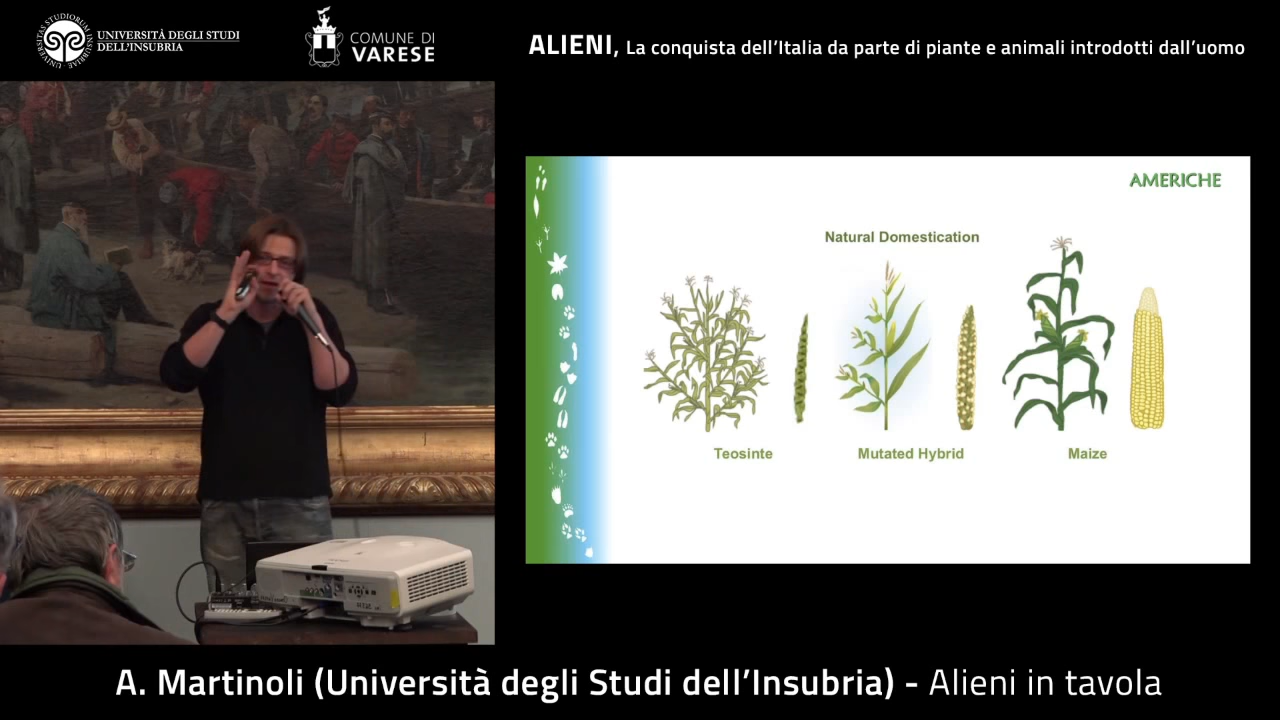 UNIVERSITÀ DEGLI STUDI
DELL'INSUBRIA
COMUNE DI
VARESE
ALIENI, La conquista dell'Italia da parte di piante e animali introdotti dall'uomo
AMERICHE
Natural Domestication
Teosinte
Mutated Hybrid
Maize
A. Martinoli (Università degli Studi dell'Insubria) - Alieni in tavola